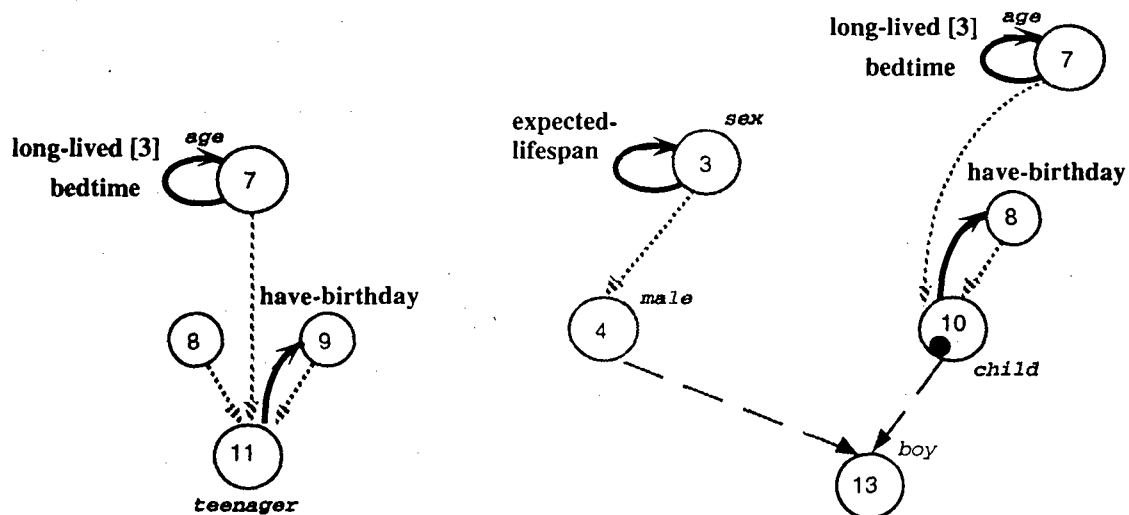 age
long-lived [3]
bedtime
7
have-birthday
8
9
11
teenager
expected-
lifespan
sex
3
male
4
long-lived [3]
age
bedtime
7
have-birthday
8
10
child
boy
13